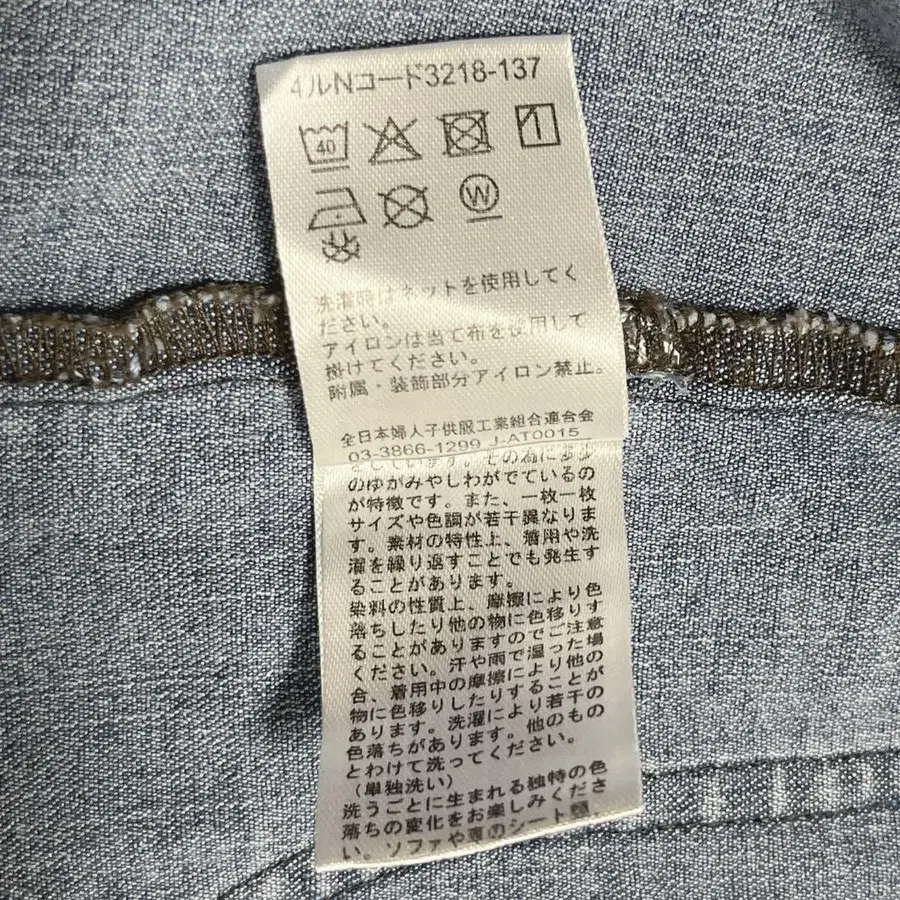 4ルNコード3218-137
40
W
洗濯時はネットを使用してく
ださい。
アイロンは当て布を使用して
掛けてください。
附属・装飾部分アイロン禁止。
全日本婦人子供服工業組合連合会
03-3866-1299 J-AT0015
のゆがみやしわがでているの
が特徴です。また、一枚一枚
サイズや色調が若干異なりま
す。素材の特性上、着用や洗
濯を繰り返すことでも発生す
ることがあります。
染料の性質上、摩擦により色
落ちしたり他の物に色移りす
ることがありますのでご注意
ください。汗や雨で湿った場
合、着用中の摩擦により他の
物に色移りしたりすることが
あります。洗濯により若干の
色落ちがあります。他のもの
とわけて洗ってください。
(単独洗い)
洗うごとに生まれる独特の色
落ちの変化をお楽しみくださ
い。ソファや車のシート類、